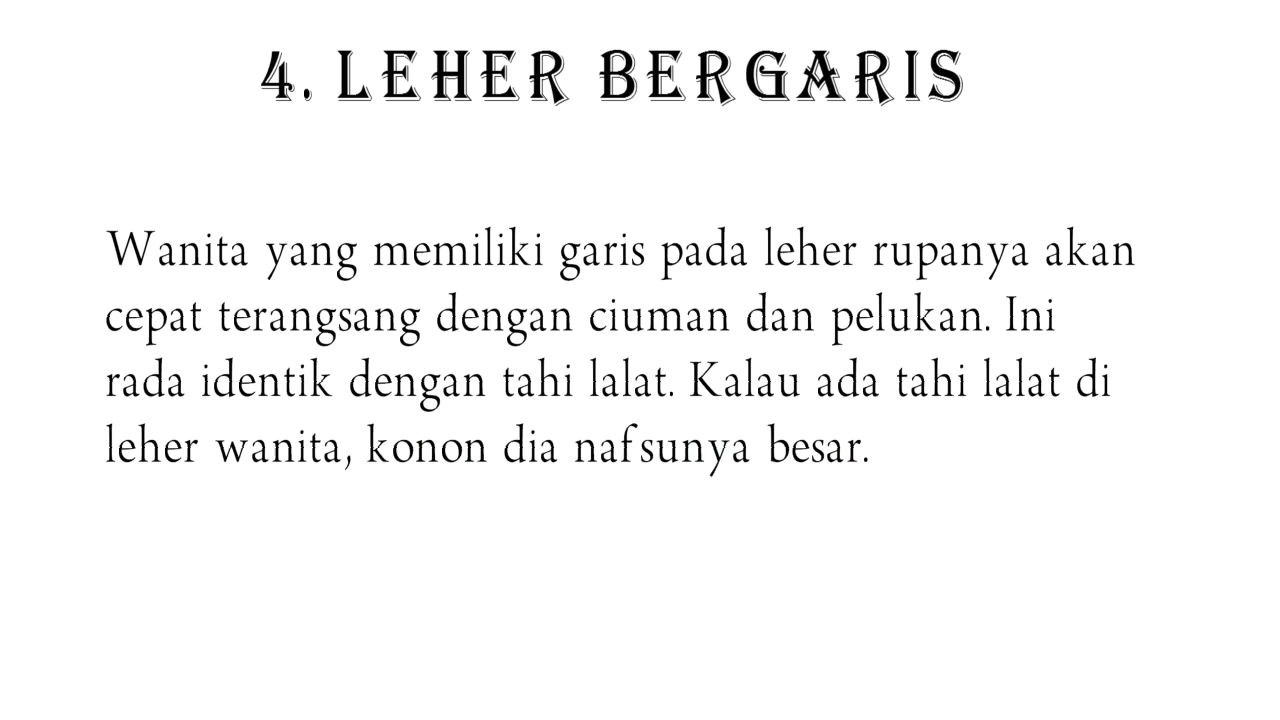 4. LEHER BERGARIS
Wanita yang memiliki garis pada leher rupanya akan
cepat terangsang dengan ciuman dan pelukan. Ini
rada identik dengan tahi lalat. Kalau ada tahi lalat di
leher wanita, konon dia nafsunya besar.